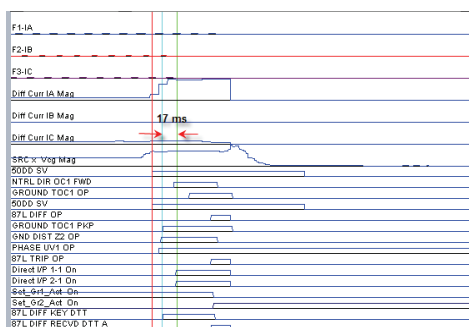 F1-IA
F2-IB
F3-IC
Diff Curr IA Mag
Diff Curr IB Mag
17 ms
Diff Curr IC Mag
SRC x Vcg Mag
50DD SV
NTRL DIR OC1 FWD
GROUND TOC1 OP
50DD SV
87L DIFF OP
GROUND TOC1 PKP
GND DIST Z2 OP
PHASE UV1 OP
87L TRIP OP
Direct I/P 1-1 On
Direct I/P 2-1 On
Set_Gr1_Act On
Set_Gr2_Act On
87L DIFF KEY DTT
87L DIFF RECVD DTT A